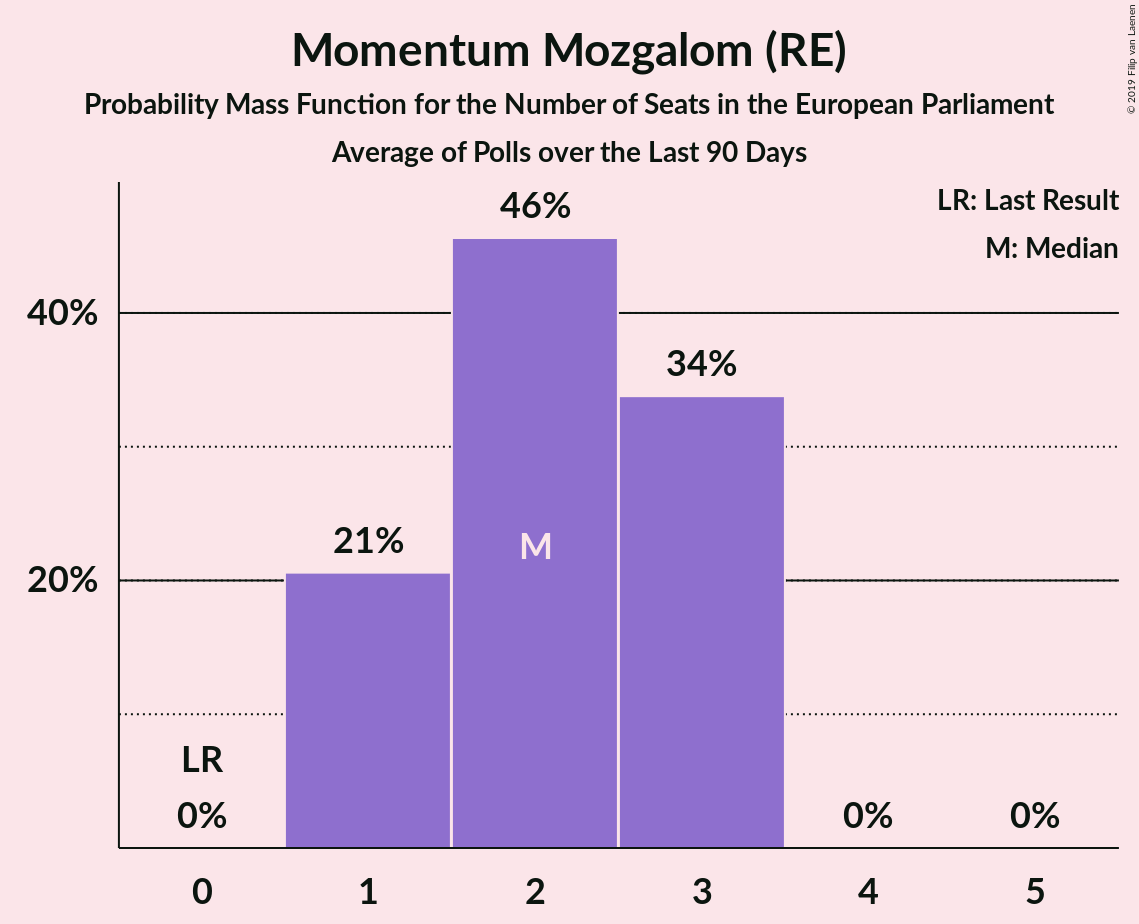 Momentum Mozgalom (RE)
Probability Mass Function for the Number of Seats in the European Parliament
Average of Polls over the Last 90 Days
© 2019 Filip van Laenen
LR: Last Result
M: Median
46%
40%
34%
21%
M
20%
LR
0%
0%
0%
0 1 2 3 4 5